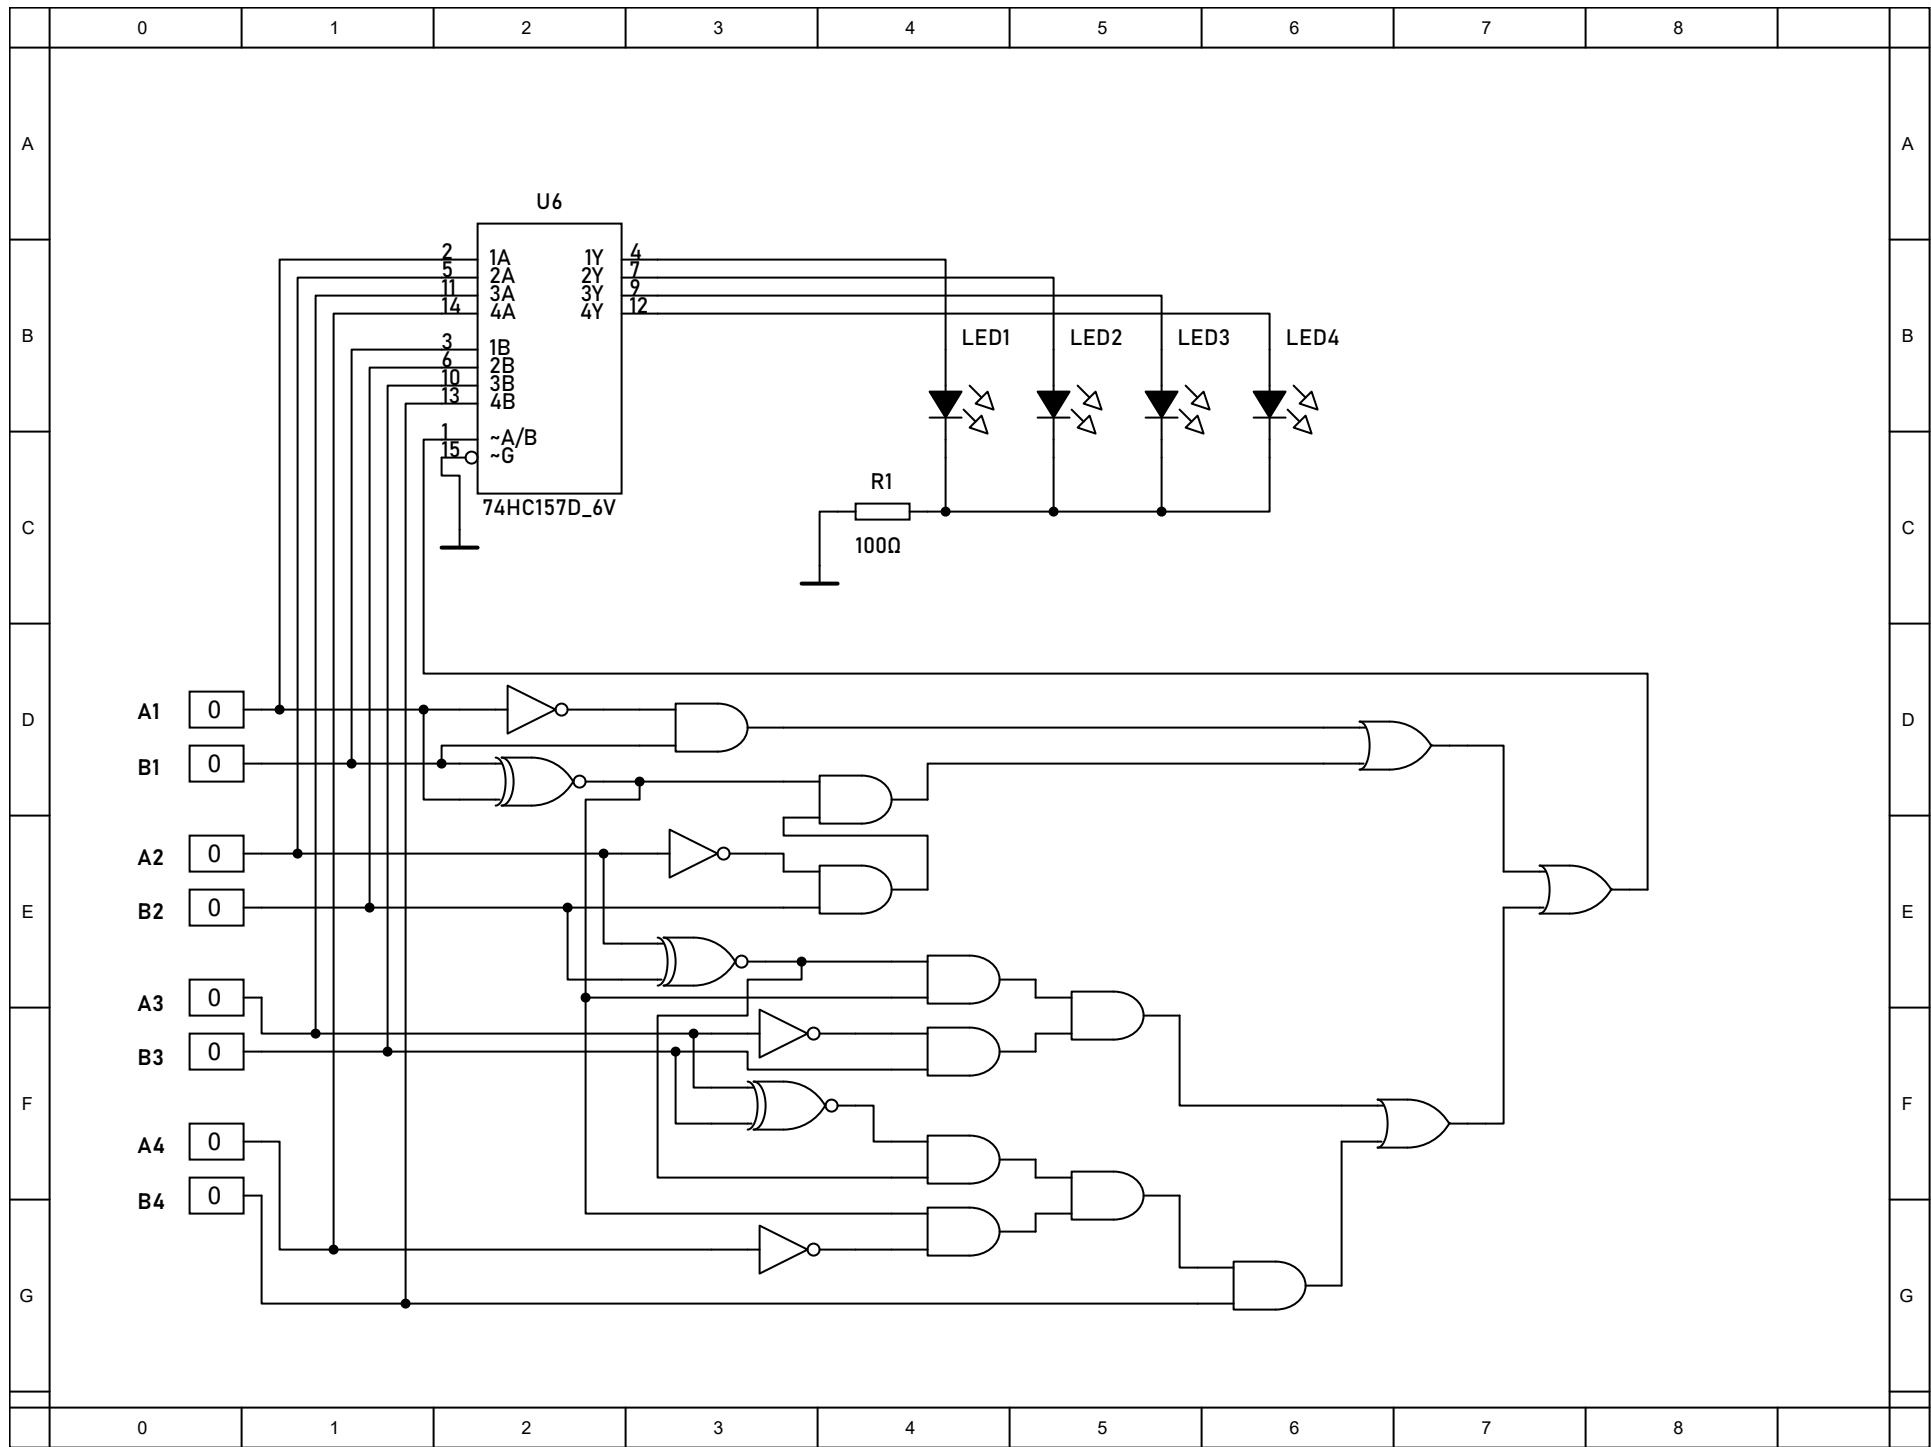 0 1 2 3 4 5 6 7 8
A A
U6
2 1A 1Y 4
5 2A 2Y 7
11 3A 3Y 9
14 4A 4Y 12
B LED1 LED2 LED3 LED4 B
3 1B
6 2B
10 3B
13 4B
1 ~A/B
15 ~G
R1
74HC157D_6V
C C
100Ω
A1 0
D D
B1 0
A2 0
B2 0
E E
A3 0
B3 0
F F
A4 0
B4 0
G G
0 1 2 3 4 5 6 7 8